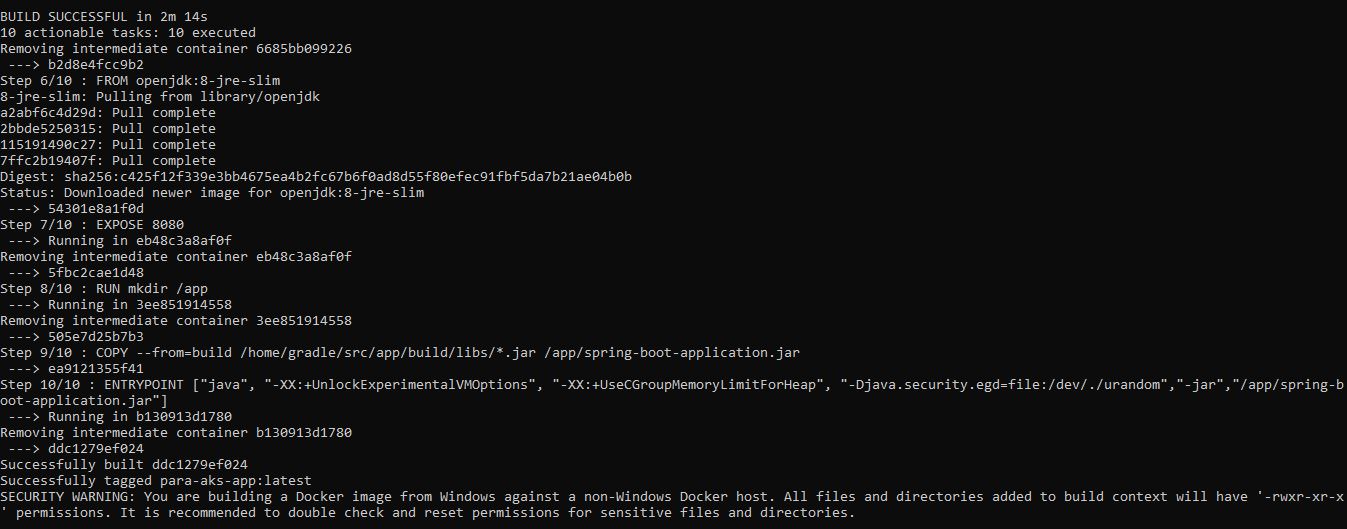 BUILD SUCCESSFUL in 2m 14s
10 actionable tasks: 10 executed
Removing intermediate container 6685bb099226
 ---> b2d8e4fcc9b2
Step 6/10 : FROM openjdk:8-jre-slim
8-jre-slim: Pulling from library/openjdk
a2abf6c4d29d: Pull complete
2bbde5250315: Pull complete
115191490c27: Pull complete
7ffc2b19407f: Pull complete
Digest: sha256:c425f12f339e3bb4675ea4b2fc67b6f0ad8d55f80efec91fbf5da7b21ae04b0b
Status: Downloaded newer image for openjdk:8-jre-slim
 ---> 54301e8a1f0d
Step 7/10 : EXPOSE 8080
 ---> Running in eb48c3a8af0f
Removing intermediate container eb48c3a8af0f
 ---> 5fbc2cae1d48
Step 8/10 : RUN mkdir /app
 ---> Running in 3ee851914558
Removing intermediate container 3ee851914558
 ---> 505e7d25b7b3
Step 9/10 : COPY --from=build /home/gradle/src/app/build/libs/*.jar /app/spring-boot-application.jar
 ---> ea9121355f41
Step 10/10 : ENTRYPOINT ["java", "-XX:+UnlockExperimentalVMOptions", "-XX:+UseCGroupMemoryLimitForHeap", "-Djava.security.egd=file:/dev/./urandom","-jar","/app/spring-b
oot-application.jar"]
 ---> Running in b130913d1780
Removing intermediate container b130913d1780
 ---> ddc1279ef024
Successfully built ddc1279ef024
Successfully tagged para-aks-app:latest
SECURITY WARNING: You are building a Docker image from Windows against a non-Windows Docker host. All files and directories added to build context will have '-rwxr-xr-x
' permissions. It is recommended to double check and reset permissions for sensitive files and directories.